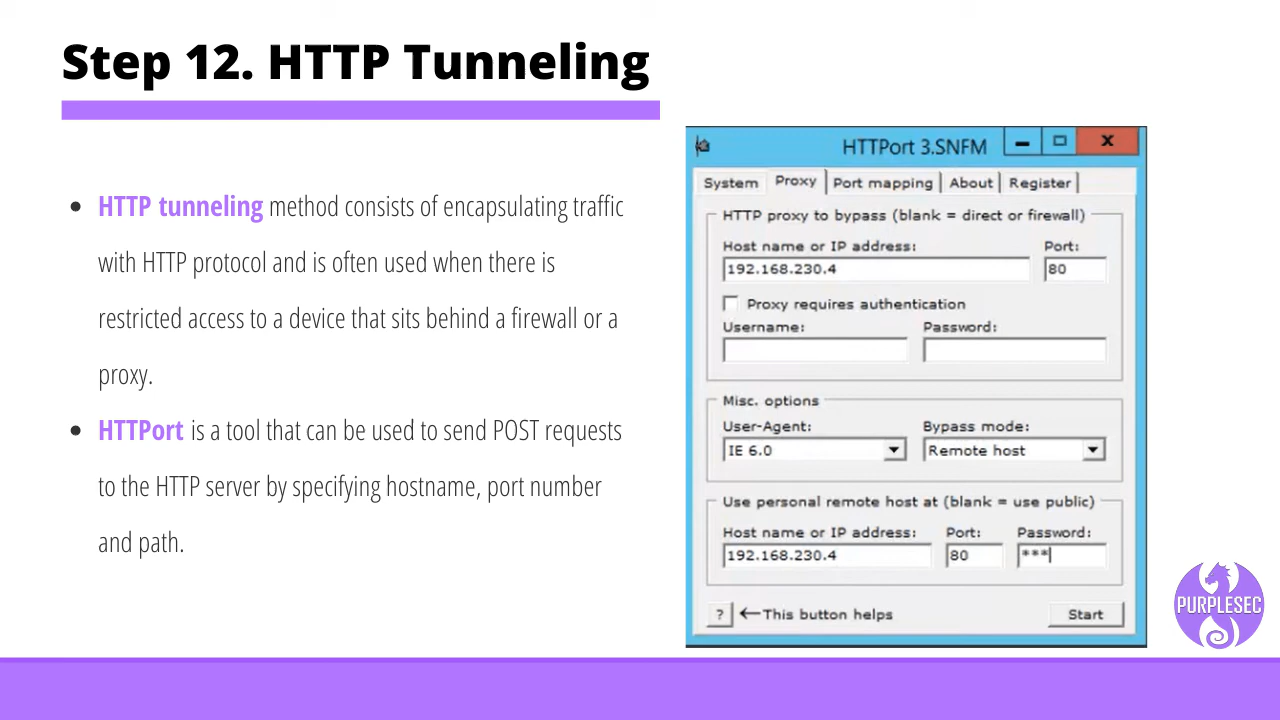 Step 12. HTTP Tunneling
HTTP tunneling method consists of encapsulating traffic
with HTTP protocol and is often used when there is
restricted access to a device that sits behind a firewall or a
proxy.
HTTPort is a tool that can be used to send POST requests
to the HTTP server by specifying hostname, port number
and path.
HTTPort 3.SNFM
System Proxy Port mapping About Register
HTTP proxy to bypass (blank = direct or firewall)
Host name or IP address: Port:
192.168.230.4 80
Proxy requires authentication
Username: Password:
Misc. options
User-Agent: Bypass mode:
IE 6.0 Remote host
Use personal remote host at (blank = use public)
Host name or IP address: Port: Password:
192.168.230.4 80 ***
? ←This button helps Start
PURPLESEC